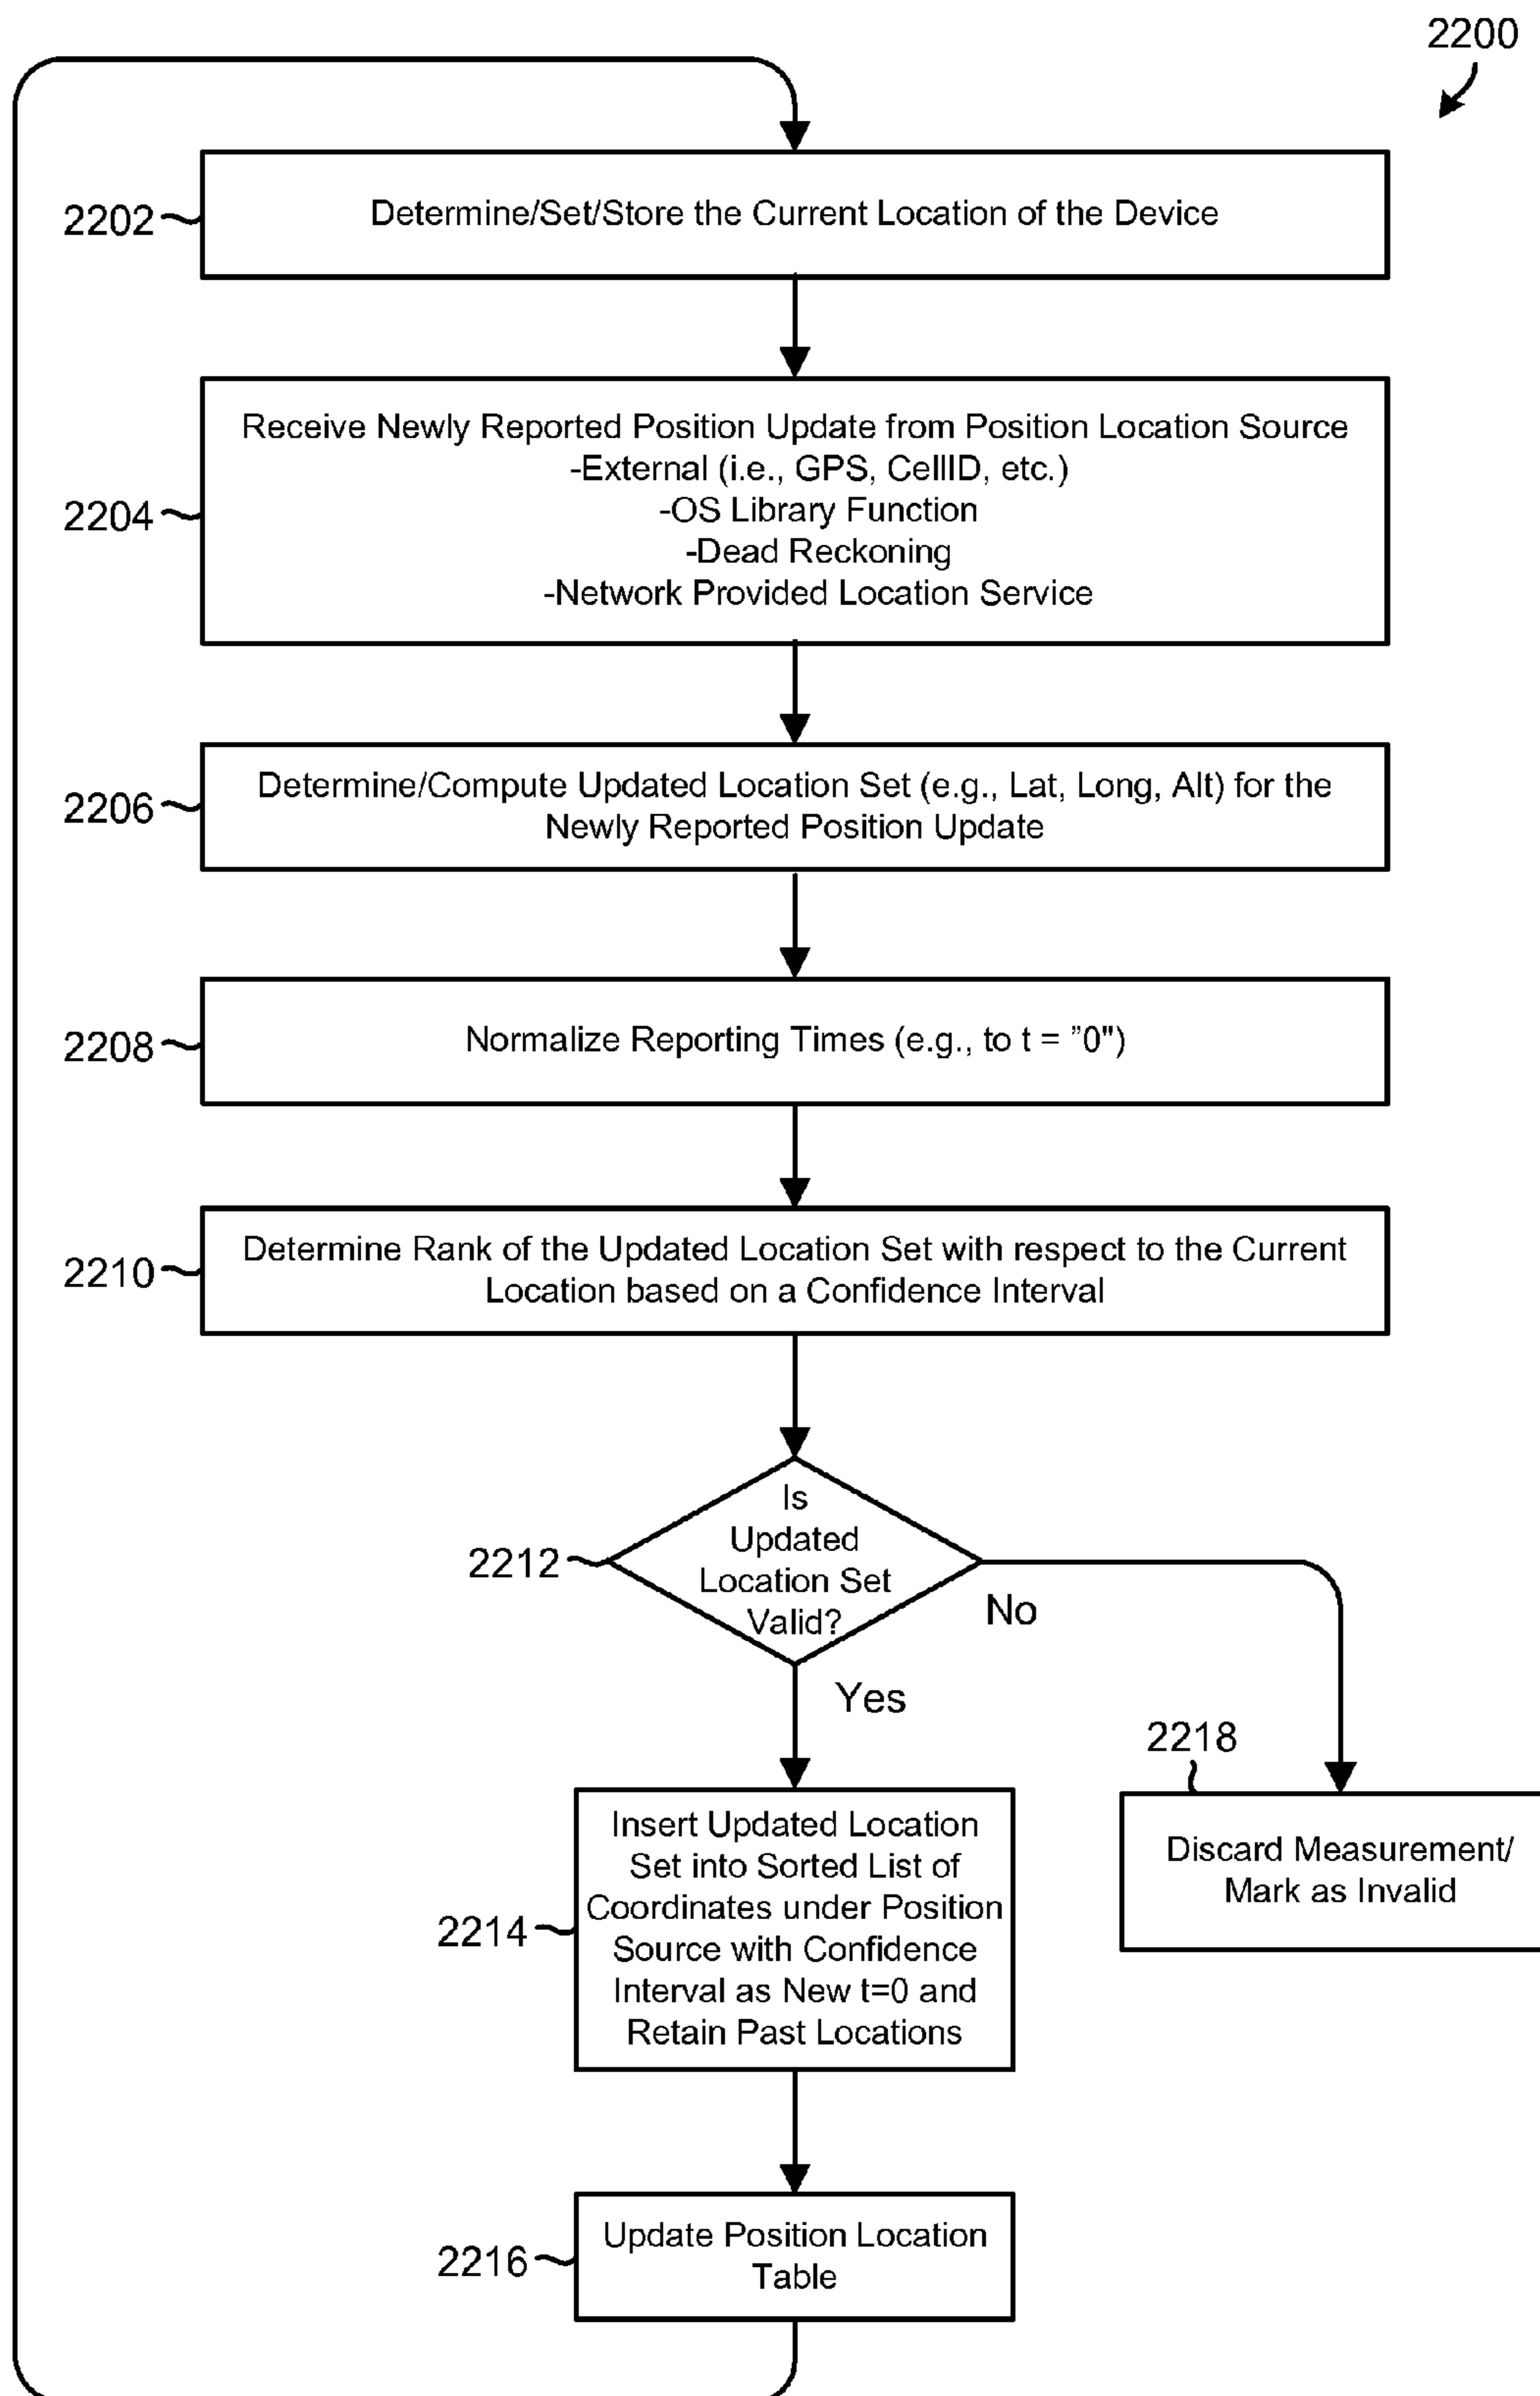 2200
2202
Determine/Set/Store the Current Location of the Device
2204
Receive Newly Reported Position Update from Position Location Source
-External (i.e., GPS, CellID, etc.)
-OS Library Function
-Dead Reckoning
-Network Provided Location Service
2206
Determine/Compute Updated Location Set (e.g., Lat, Long, Alt) for the
Newly Reported Position Update
2208
Normalize Reporting Times (e.g., to t = ”0")
2210
Determine Rank of the Updated Location Set with respect to the Current
Location based on a Confidence Interval
2212
Is
Updated
Location Set
Valid?
No
Yes
2218
Discard Measurement/
Mark as Invalid
2214
Insert Updated Location
Set into Sorted List of
Coordinates under Position
Source with Confidence
Interval as New t=0 and
Retain Past Locations
2216
Update Position Location
Table